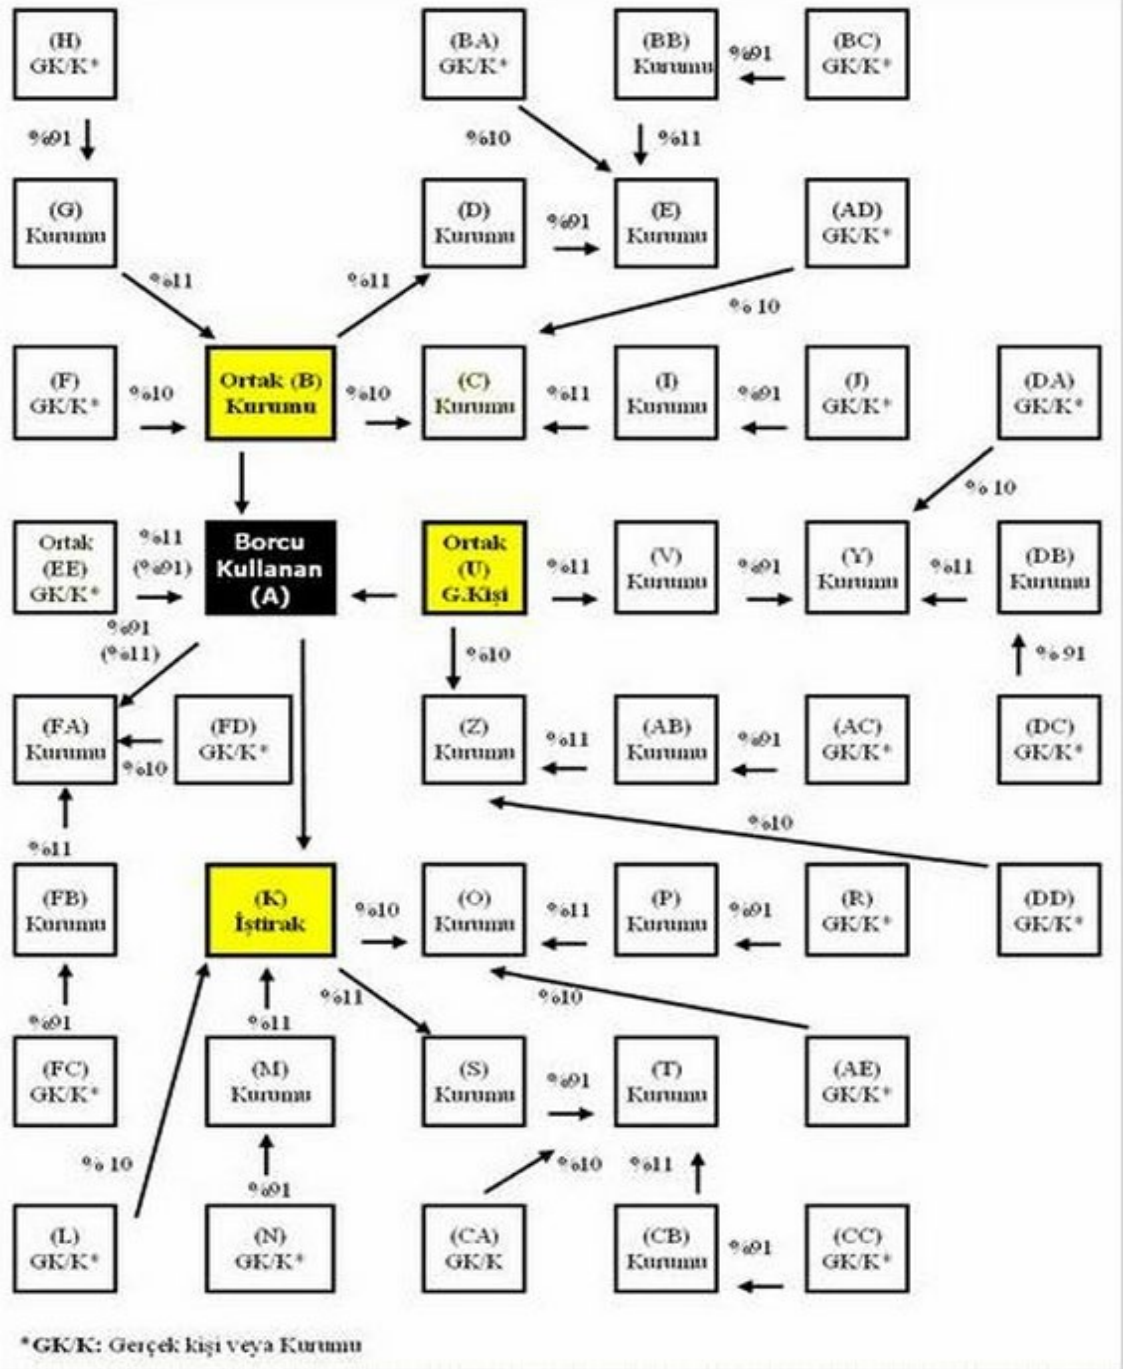 (H)
GK/K*
(BA)
GK/K*
(BB)
Kurumu
%91
(BC)
GK/K*
%91
%10
%11
(G)
Kurumu
(D)
Kurumu
%91
(E)
Kurumu
(AD)
GK/K*
%11
%11
% 10
(F)
GK/K*
%10
Ortak (B)
Kurumu
%10
(C)
Kurumu
%11
(I)
Kurumu
%91
(J)
GK/K*
(DA)
GK/K*
% 10
Ortak
(EE)
GK/K*
%11
(%91)
Borcu
Kullanan
(A)
Ortak
(U)
G.Kişi
%11
(V)
Kurumu
%91
(Y)
Kurumu
%11
(DB)
Kurumu
%91
(%11)
%10
% 91
(FA)
Kurumu
%10
(FD)
GK/K*
(Z)
Kurumu
%11
(AB)
Kurumu
%91
(AC)
GK/K*
(DC)
GK/K*
%10
%11
(FB)
Kurumu
(K)
İştirak
%10
(O)
Kurumu
%11
(P)
Kurumu
%91
(R)
GK/K*
(DD)
GK/K*
%91
%11
%11
%10
(FC)
GK/K*
(M)
Kurumu
(S)
Kurumu
%91
(T)
Kurumu
(AE)
GK/K*
% 10
%91
%10
%11
(L)
GK/K*
(N)
GK/K*
(CA)
GK/K
(CB)
Kurumu
%91
(CC)
GK/K*
*GK/K: Gerçek kişi veya Kurumu